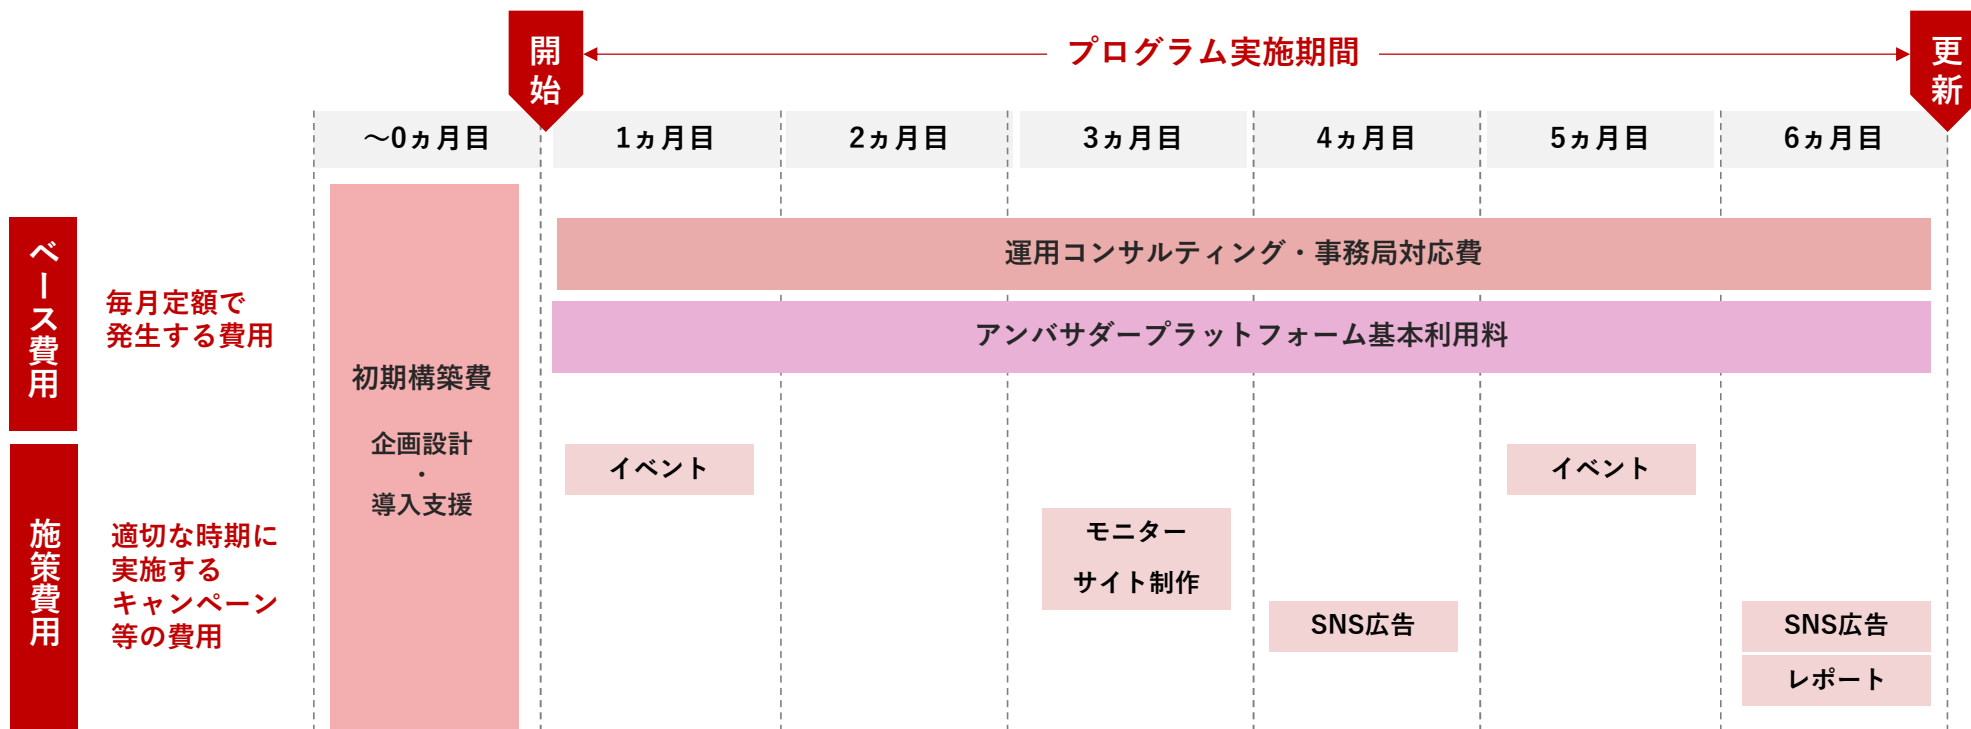 開始
プログラム実施期間
更新
～0ヵ月目
1ヵ月目
2ヵ月目
3ヵ月目
4ヵ月目
5ヵ月目
6ヵ月目
ベース費用
毎月定額で
発生する費用
初期構築費
企画設計
・
導入支援
運用コンサルティング・事務局対応費
アンバサダープラットフォーム基本利用料
施策費用
適切な時期に
実施する
キャンペーン
等の費用
イベント
モニター
サイト制作
SNS広告
イベント
SNS広告
レポート